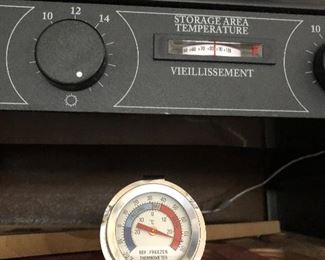 STORAGE AREA
TEMPERATURE
10 12 14
10
VIEILLISSEMENT
°C
REF-FREEZER
THERMOMETER